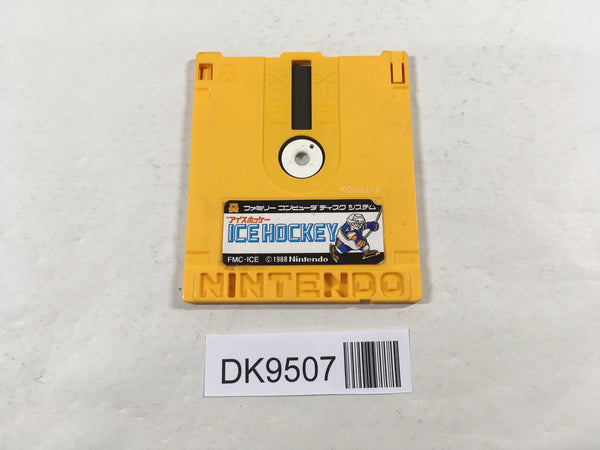 ファミリー コンピュータ ディスク システム
アイスホッケー
ICE HOCKEY
FMC-ICE ©1988 Nintendo
NINTENDO
DK9507